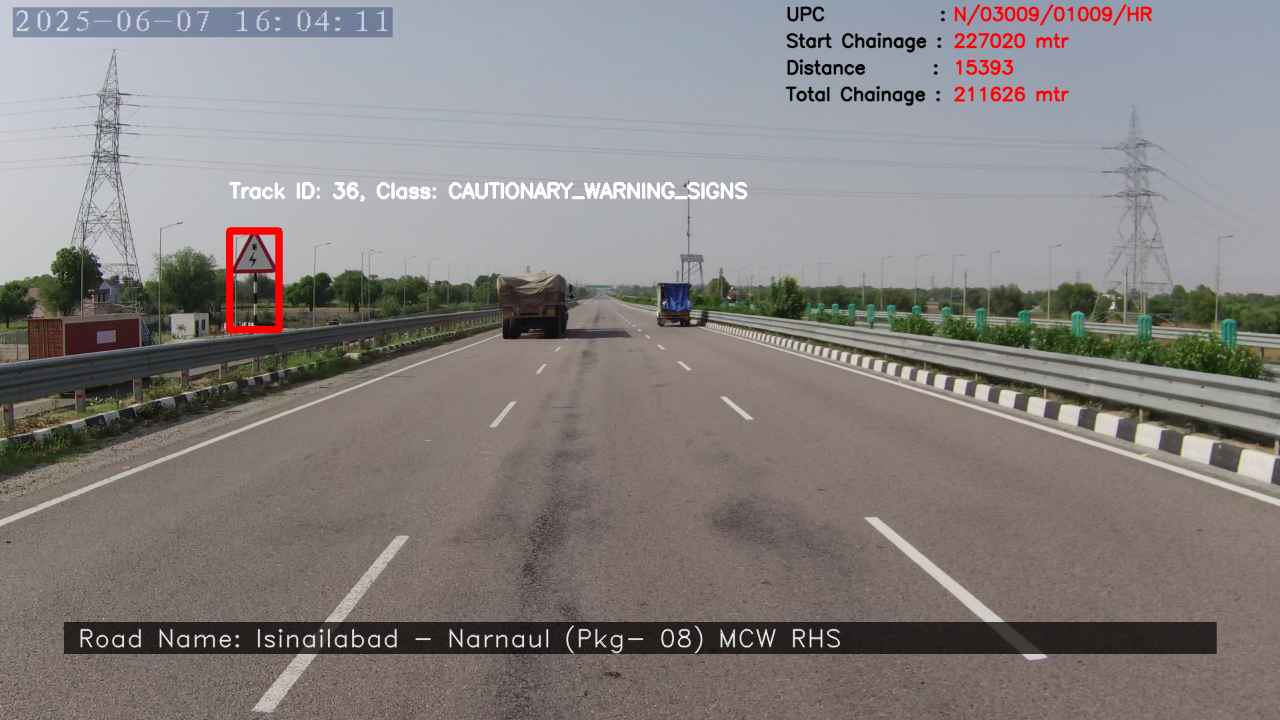 2025-06-07 16:04:11
UPC : N/03009/01009/HR
Start Chainage : 227020 mtr
Distance : 15393
Total Chainage : 211626 mtr
Track ID: 36, Class: CAUTIONARY_WARNING_SIGNS
Road Name: Isinailabad - Narnaul (Pkg- 08) MCW RHS